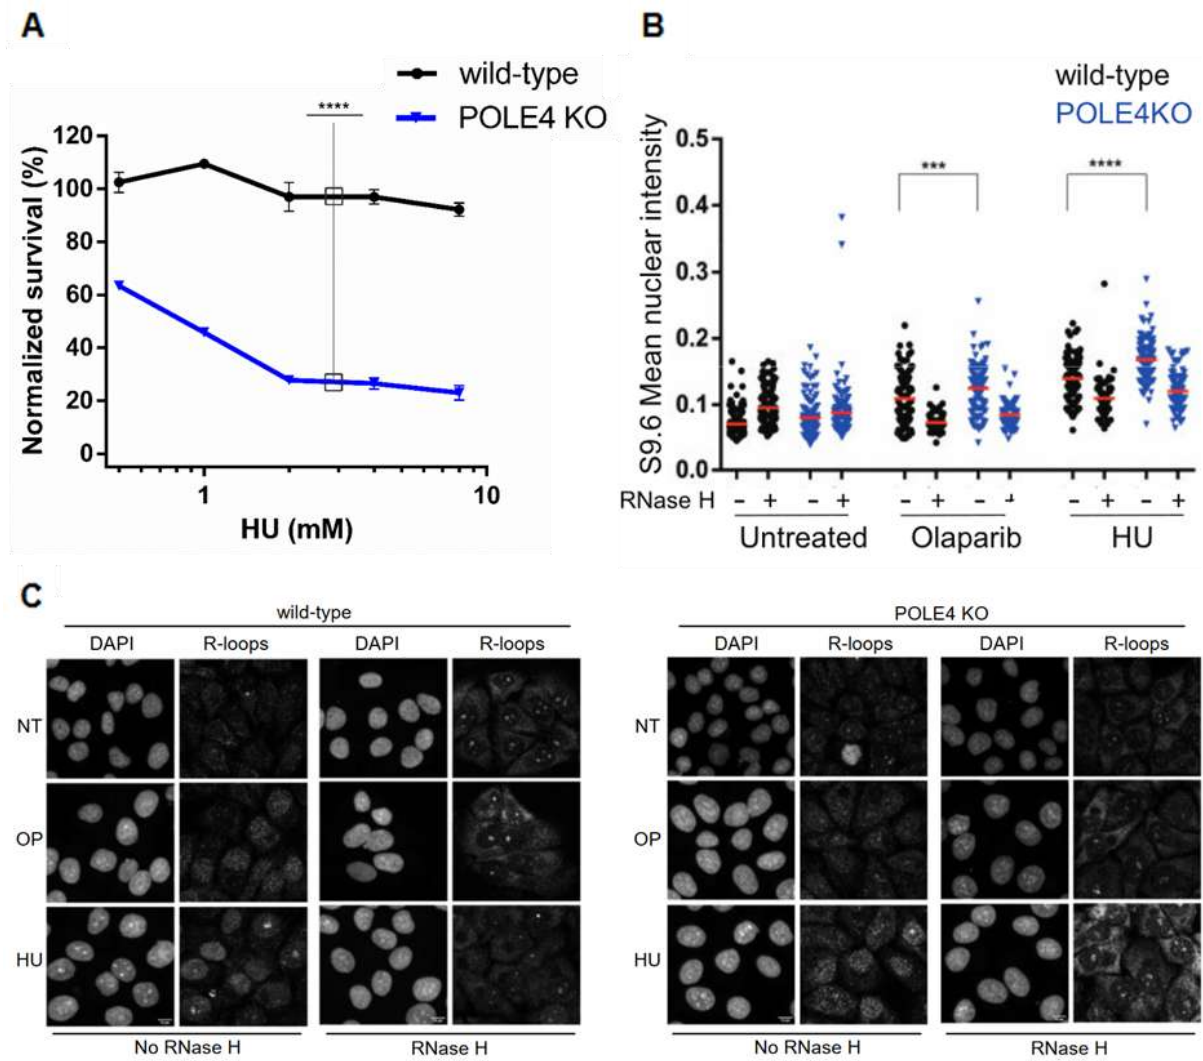 A
wild-type
POLE4 KO
****
Normalized survival (%)
120
100
80
60
40
20
0
1
10
HU (mM)
B
wild-type
POLE4KO
S9.6 Mean nuclear intensity
0.5
0.4
0.3
0.2
0.1
0.0
***
****
RNase H - + - + - + - - + - +
Untreated
Olaparib
HU
C
wild-type
POLE4 KO
DAPI
R-loops
DAPI
R-loops
DAPI
R-loops
DAPI
R-loops
NT
OP
HU
NT
OP
HU
No RNase H
RNase H
No RNase H
RNase H